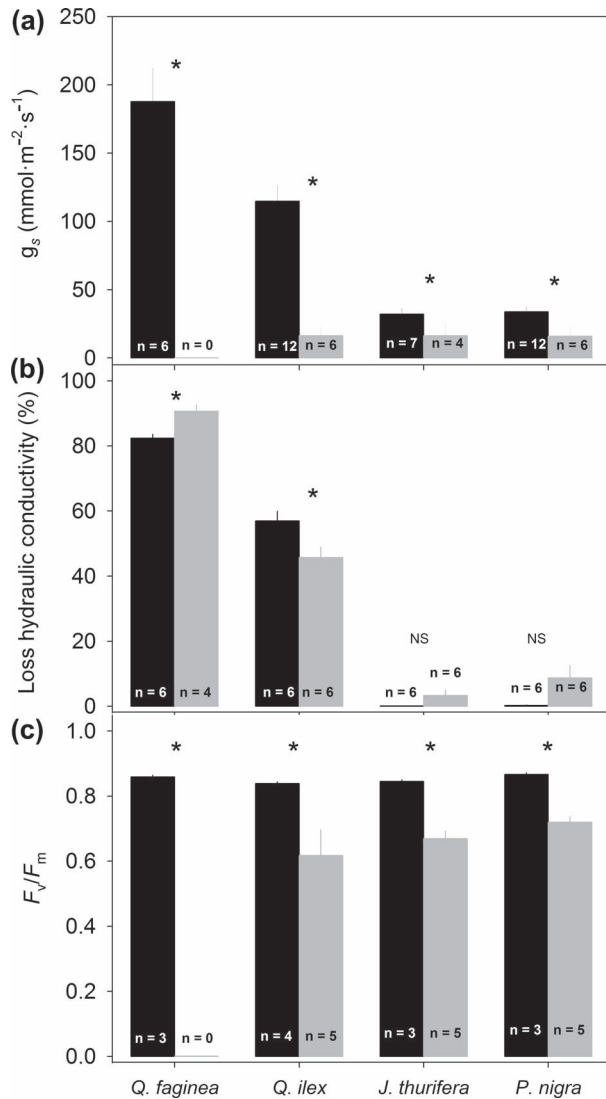 (a)
250
200
150
100
50
0
gs (mmol·m⁻²·s⁻¹)
*
*
*
*
n = 6
n = 0
n = 12
n = 6
n = 7
n = 4
n = 12
n = 6
(b)
100
80
60
40
20
0
Loss hydraulic conductivity (%)
*
*
NS
NS
n = 6
n = 4
n = 6
n = 6
n = 6
n = 6
n = 6
n = 6
(c)
1.0
0.8
0.6
0.4
0.2
0.0
Fv/Fm
*
*
*
*
n = 3
n = 0
n = 4
n = 5
n = 3
n = 5
n = 3
n = 5
Q. faginea
Q. ilex
J. thurifera
P. nigra